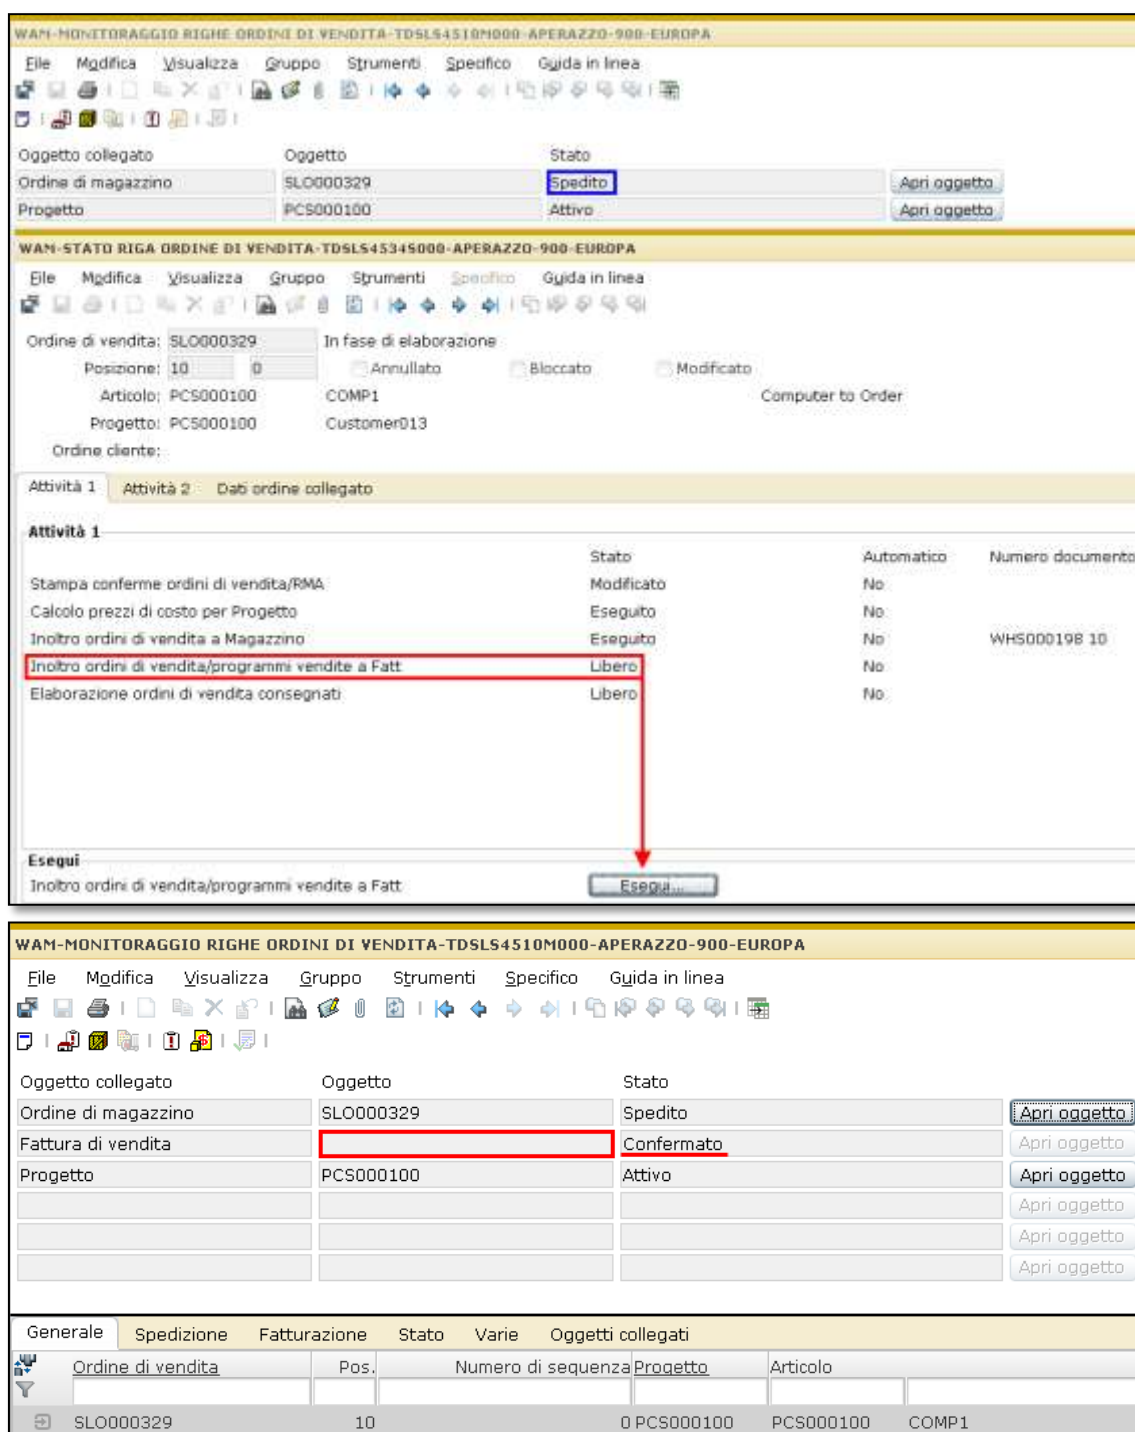 WAM-MONITORAGGIO RIGHE ORDINI DI VENDITA-TDSLS4510M000-APERAZZO-900-EUROPA
File Modifica Visualizza Gruppo Strumenti Specifico Guida in linea
Oggetto collegato Oggetto Stato
Ordine di magazzino SLO000329 Spedito Apri oggetto
Progetto PCS000100 Attivo Apri oggetto
WAM-STATO RIGA ORDINE DI VENDITA-TDSLS4534S000-APERAZZO-900-EUROPA
File Modifica Visualizza Gruppo Strumenti Specifico Guida in linea
Ordine di vendita: SLO000329 In fase di elaborazione
Posizione: 10 0 Annullato Bloccato Modificato
Articolo: PCS000100 COMP1 Computer to Order
Progetto: PCS000100 Customer013
Ordine cliente:
Attività 1 Attività 2 Dati ordine collegato
Attività 1
Stato Automatico Numero documento
Stampa conferme ordini di vendita/RMA Modificato No
Calcolo prezzi di costo per Progetto Eseguito No
Inoltro ordini di vendita a Magazzino Eseguito No WHS000198 10
Inoltro ordini di vendita/programmi vendite a Fatt Libero No
Elaborazione ordini di vendita consegnati Libero No
Esegui
Inoltro ordini di vendita/programmi vendite a Fatt Esegui...
WAM-MONITORAGGIO RIGHE ORDINI DI VENDITA-TDSLS4510M000-APERAZZO-900-EUROPA
File Modifica Visualizza Gruppo Strumenti Specifico Guida in linea
Oggetto collegato Oggetto Stato
Ordine di magazzino SLO000329 Spedito Apri oggetto
Fattura di vendita Confermato Apri oggetto
Progetto PCS000100 Attivo Apri oggetto
Apri oggetto
Apri oggetto
Apri oggetto
Generale Spedizione Fatturazione Stato Varie Oggetti collegati
Ordine di vendita Pos. Numero di sequenza Progetto Articolo
SLO000329 10 0 PCS000100 PCS000100 COMP1